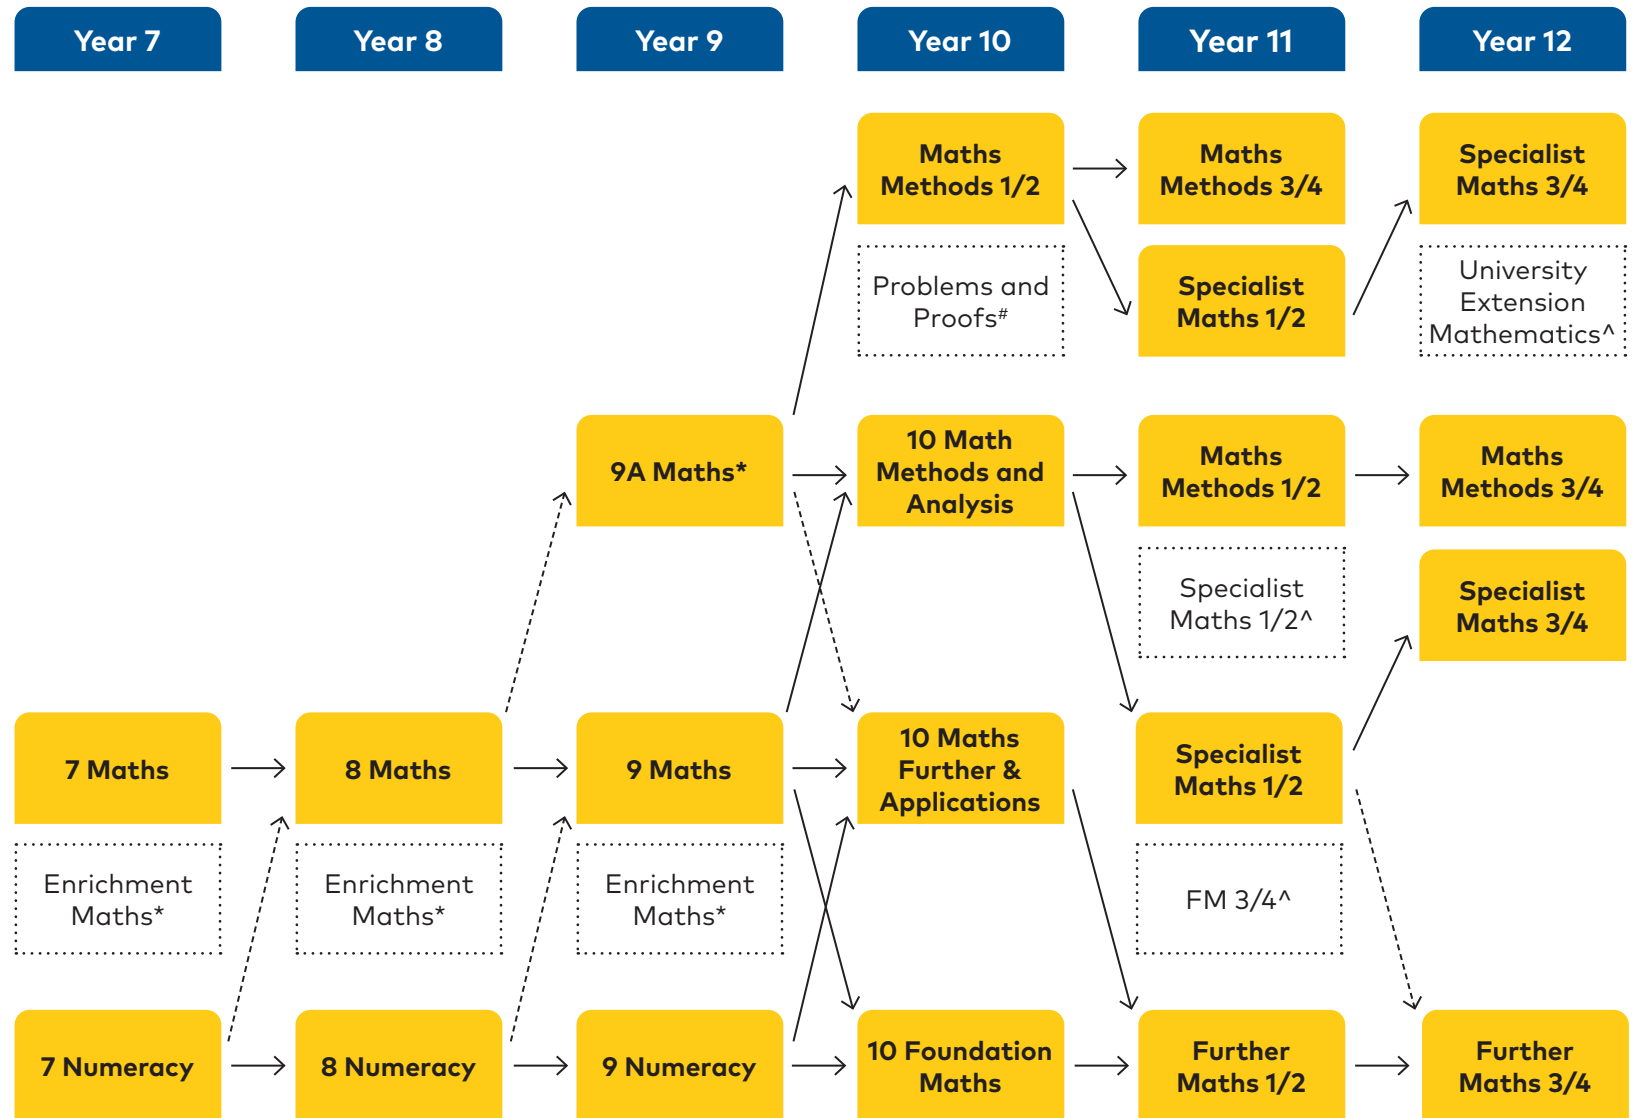 Year 7
Year 8
Year 9
Year 10
Year 11
Year 12
Maths
Methods 1/2
Maths
Methods 3/4
Specialist
Maths 3/4
Problems and
Proofs#
Specialist
Maths 1/2
University
Extension
Mathematics^
9A Maths*
10 Math
Methods and
Analysis
Maths
Methods 1/2
Maths
Methods 3/4
Specialist
Maths 1/2^
Specialist
Maths 3/4
7 Maths
8 Maths
9 Maths
10 Maths
Further &
Applications
Specialist
Maths 1/2
Enrichment
Maths*
Enrichment
Maths*
Enrichment
Maths*
FM 3/4^
7 Numeracy
8 Numeracy
9 Numeracy
10 Foundation
Maths
Further
Maths 1/2
Further
Maths 3/4